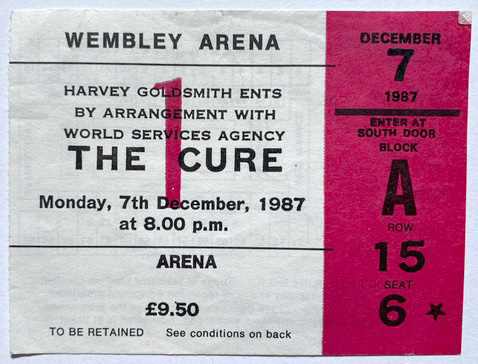 WEMBLEY ARENA
HARVEY GOLDSMITH ENTS
BY ARRANGEMENT WITH
WORLD SERVICES AGENCY
THE CURE
1
Monday, 7th December, 1987
at 8.00 p.m.
ARENA
£9.50
TO BE RETAINED See conditions on back
DECEMBER
7
1987
ENTER AT
SOUTH DOOR
BLOCK
A
ROW
15
SEAT
6 ★